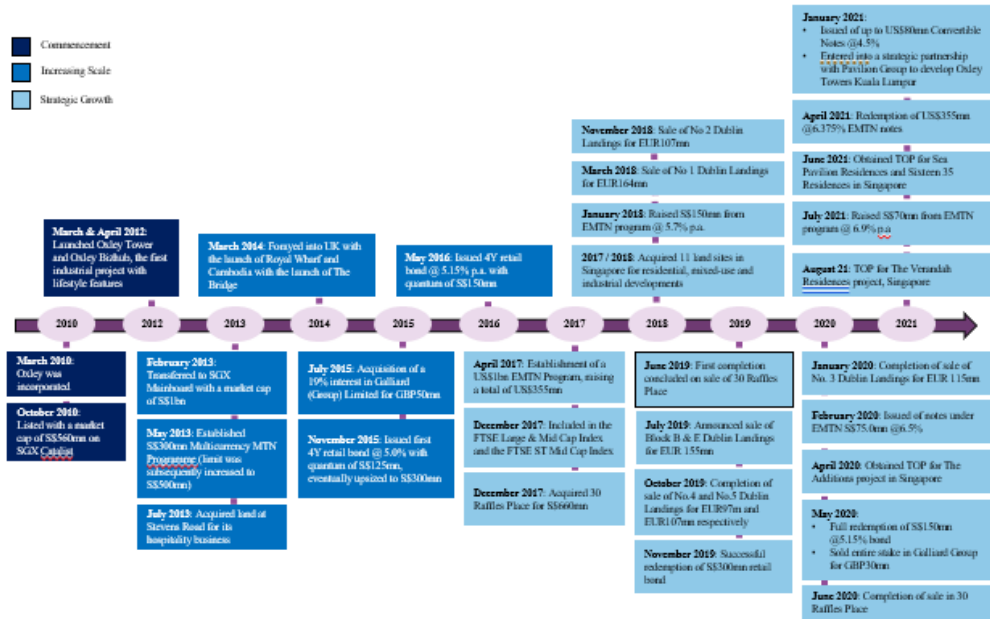 Commencement
Increasing Scale
Strategic Growth
January 2021:
• Issued of up to US$80mn Convertible
Notes @4.5%
• Entered into a strategic partnership
with Pavilion Group to develop Oxley
Towers Kuala Lumpur
April 2021: Redemption of US$355mn
@6.375% EMTN notes
June 2021: Obtained TOP for Sea
Pavilion Residences and Sixteen 35
Residences in Singapore
July 2021: Raised S$70mn from EMTN
program @ 6.9% p.a
August 21: TOP for The Verandah
Residences project, Singapore
November 2018: Sale of No 2 Dublin
Landings for EUR107mn
March 2018: Sale of No 1 Dublin Landings
for EUR164mn
January 2018: Raised S$150mn from
EMTN program @ 5.7% p.a.
2017 / 2018: Acquired 11 land sites in
Singapore for residential, mixed-use and
industrial developments
March & April 2012:
Launched Oxley Tower
and Oxley Bizhub, the first
industrial project with
lifestyle features
March 2014: Forayed into UK with
the launch of Royal Wharf and
Cambodia with the launch of The
Bridge
May 2016: Issued 4Y retail
bond @ 5.15% p.a. with
quantum of S$150mn
2010
2012
2013
2014
2015
2016
2017
2018
2019
2020
2021
March 2010:
Oxley was
incorporated
October 2010:
Listed with a market
cap of S$560mn on
SGX Catalist
February 2013:
Transferred to SGX
Mainboard with a market cap
of S$1bn
May 2013: Established
S$300mn Multicurrency MTN
Programme (limit was
subsequently increased to
S$500mn)
July 2013: Acquired land at
Stevens Road for its
hospitality business
July 2015: Acquisition of a
19% interest in Galliard
(Group) Limited for GBP50mn
November 2015: Issued first
4Y retail bond @ 5.0% with
quantum of S$125mn,
eventually upsized to S$300mn
April 2017: Establishment of a
US$1bn EMTN Program, raising
a total of US$355mn
December 2017: Included in the
FTSE Large & Mid Cap Index
and the FTSE ST Mid Cap Index
December 2017: Acquired 30
Raffles Place for S$660mn
June 2019: First completion
concluded on sale of 30 Raffles
Place
July 2019: Announced sale of
Block B & E Dublin Landings
for EUR 155mn
October 2019: Completion of
sale of No.4 and No.5 Dublin
Landings for EUR97m and
EUR107mn respectively
November 2019: Successful
redemption of S$300mn retail
bond
January 2020: Completion of sale of
No. 3 Dublin Landings for EUR 115mn
February 2020: Issued of notes under
EMTN S$75.0mn @6.5%
April 2020: Obtained TOP for The
Additions project in Singapore
May 2020:
• Full redemption of S$150mn
@5.15% bond
• Sold entire stake in Galliard Group
for GBP30mn
June 2020: Completion of sale in 30
Raffles Place